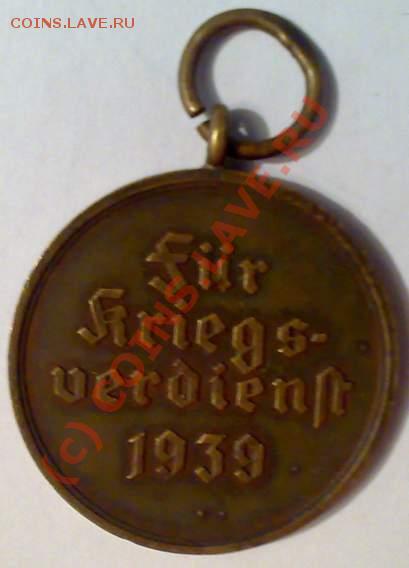 COINS.LAVE.RU
(c) COINS.LAVE.RU
Für
Kriegs-
verdienst
1939